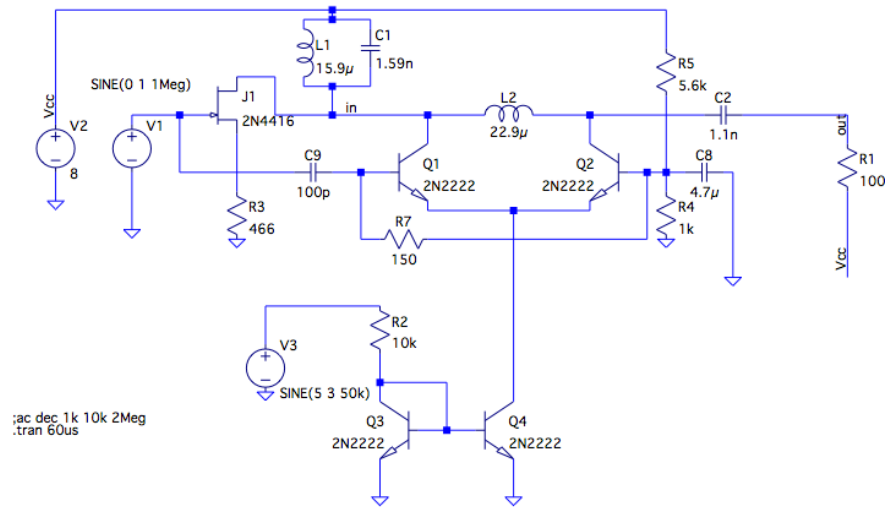 L1
15.9µ
C1
1.59n
SINE(0 1 1Meg)
J1
2N4416
Vcc
V2
8
V1
in
L2
22.9µ
R5
5.6k
C2
1.1n
out
R1
100
Vcc
C9
100p
Q1
2N2222
Q2
2N2222
C8
4.7µ
R3
466
R7
150
R4
1k
V3
SINE(5 3 50k)
R2
10k
Q3
2N2222
Q4
2N2222
;ac dec 1k 10k 2Meg
.tran 60us